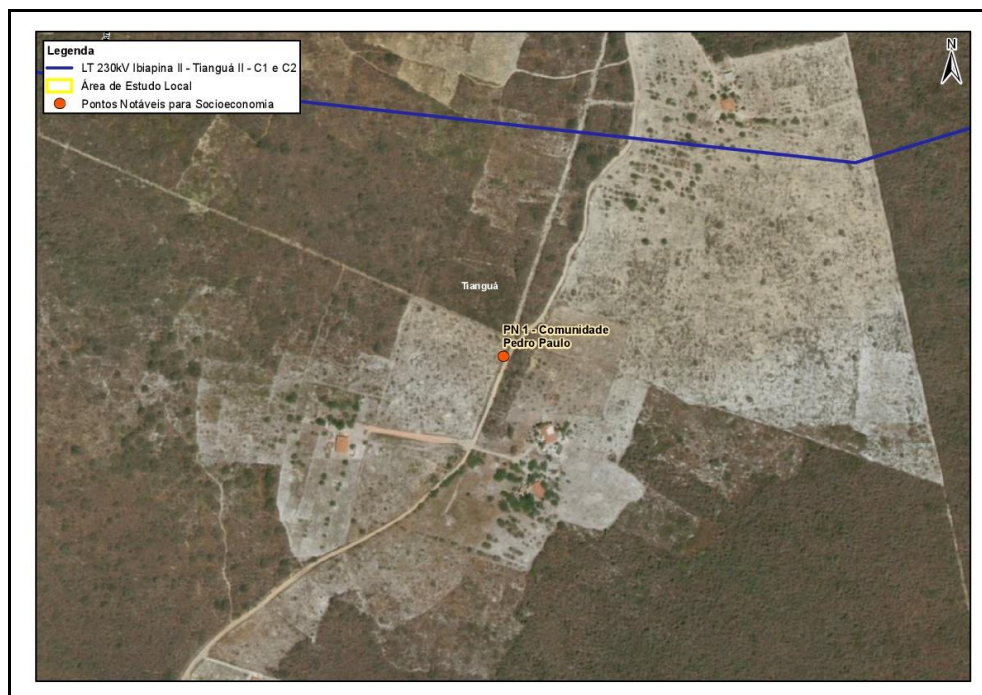 Legenda
LT 230kV Ibiapina II - Tianguá II - C1 e C2
Área de Estudo Local
Pontos Notáveis para Socioeconomia
N
Tianguá
PN 1 - Comunidade
Pedro Paulo